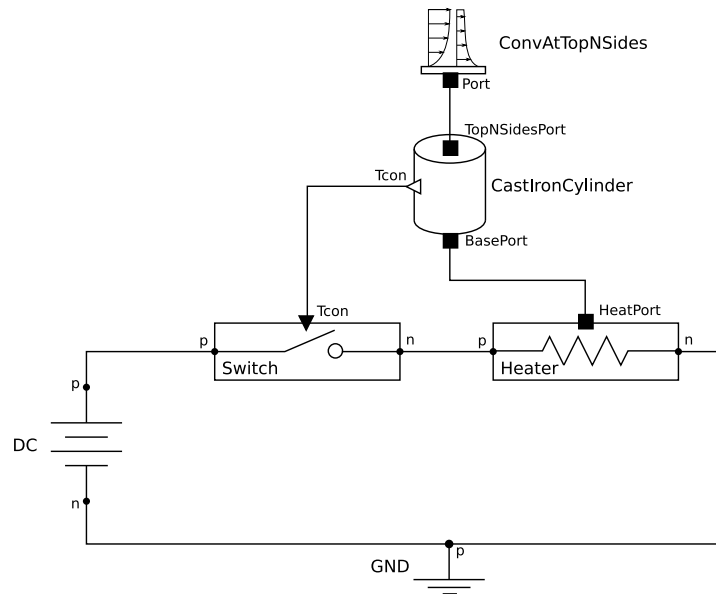 ConvAtTopNSides
Port
TopNSidesPort
Tcon
CastIronCylinder
BasePort
Tcon
HeatPort
p
n
p
n
Switch
Heater
p
DC
n
p
GND